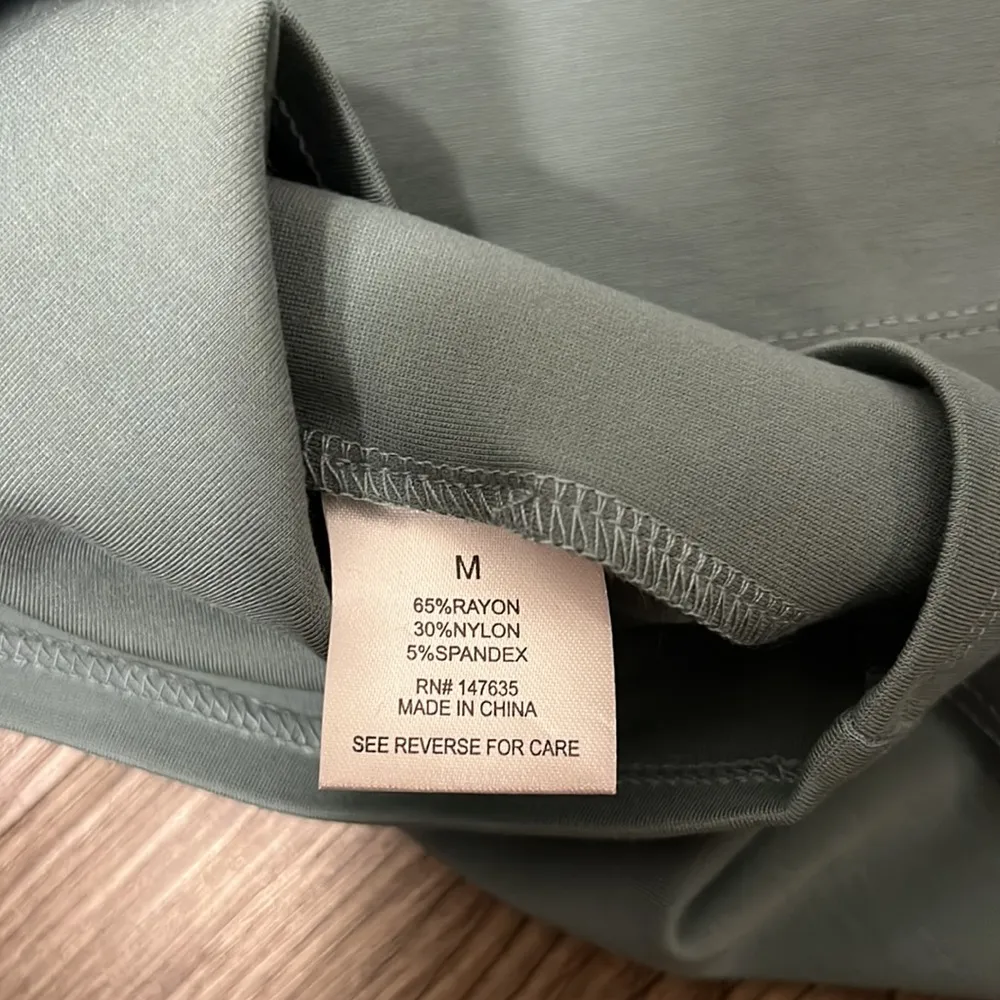 M
65%RAYON
30%NYLON
5%SPANDEX
RN# 147635
MADE IN CHINA
SEE REVERSE FOR CARE